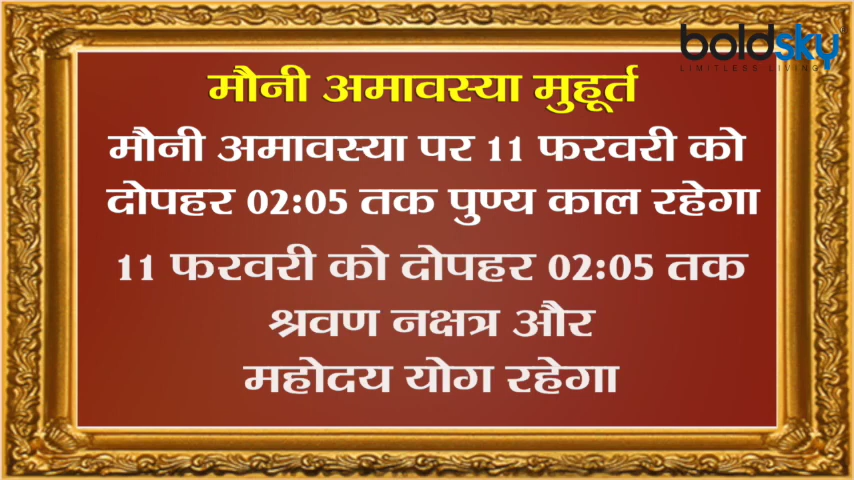 boldsky
LIMITLESS LIVING
मौनी अमावस्या मुहूर्त
मौनी अमावस्या पर 11 फरवरी को
दोपहर 02:05 तक पुण्य काल रहेगा
11 फरवरी को दोपहर 02:05 तक
श्रवण नक्षत्र और
महोदय योग रहेगा